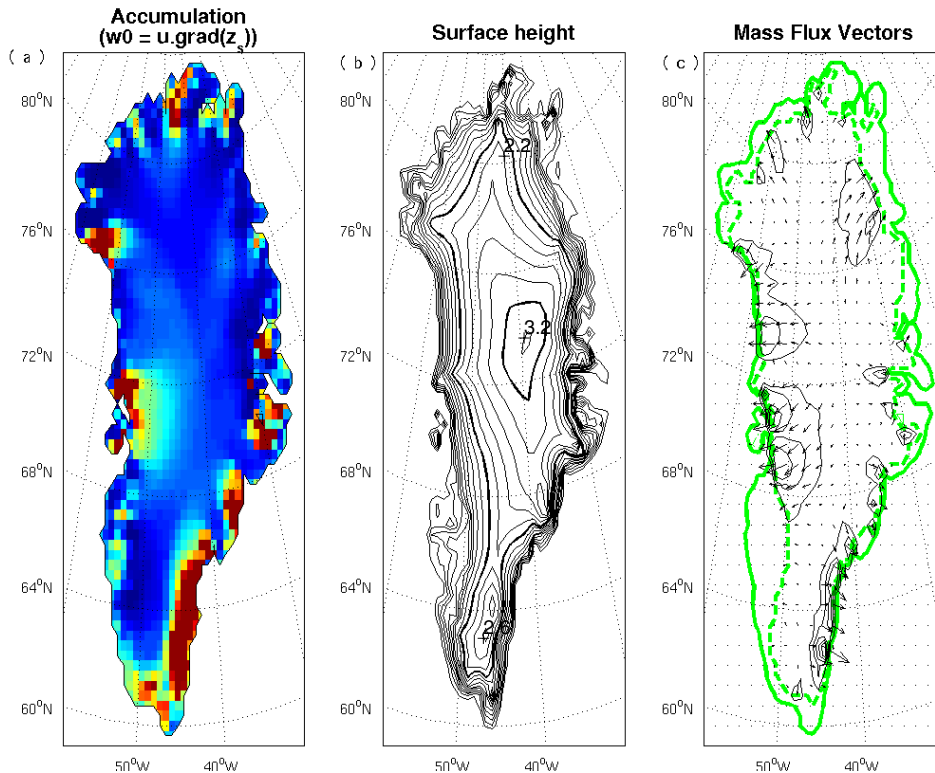 Accumulation
(w0 = u.grad(z_s))
Surface height
Mass Flux Vectors
( a )
( b )
( c )
80°N
76°N
72°N
68°N
64°N
60°N
50°W
40°W
2.2
3.2
2.6
80°N
76°N
72°N
68°N
64°N
60°N
50°W
40°W
80°N
76°N
72°N
68°N
64°N
60°N
50°W
40°W